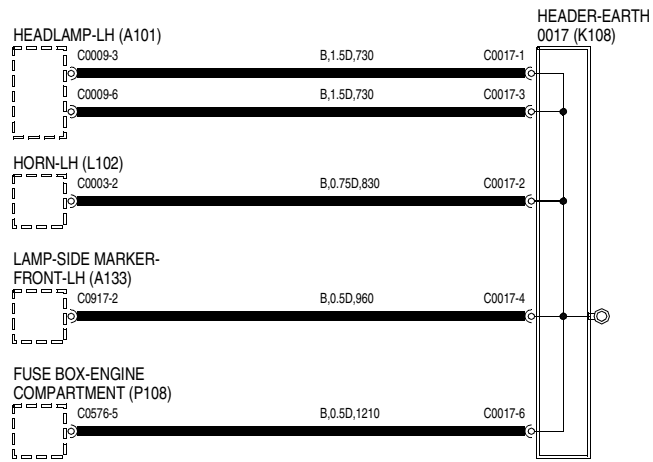 HEADER-EARTH
0017 (K108)
HEADLAMP-LH (A101)
C0009-3 B,1.5D,730 C0017-1
C0009-6 B,1.5D,730 C0017-3
HORN-LH (L102)
C0003-2 B,0.75D,830 C0017-2
LAMP-SIDE MARKER-
FRONT-LH (A133)
C0917-2 B,0.5D,960 C0017-4
FUSE BOX-ENGINE
COMPARTMENT (P108)
C0576-5 B,0.5D,1210 C0017-6